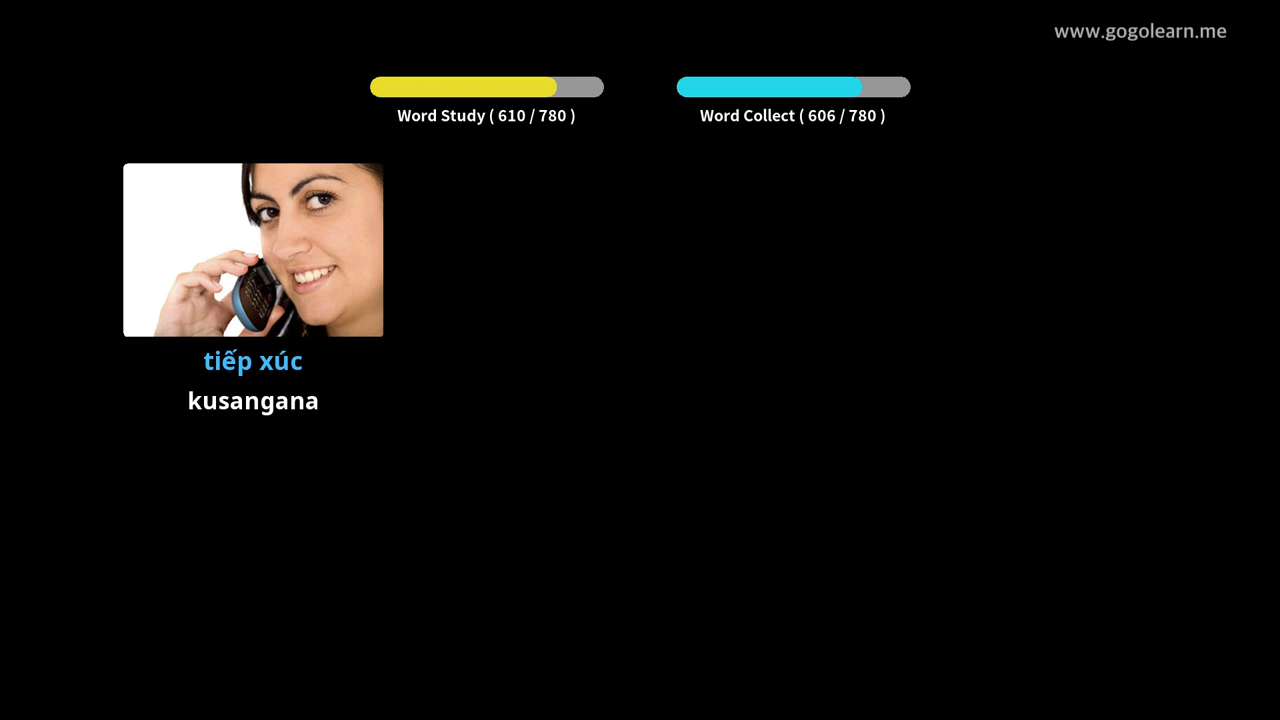 www.gogolearn.me
Word Study ( 610 / 780 )
Word Collect ( 606 / 780 )
tiếp xúc
kusangana